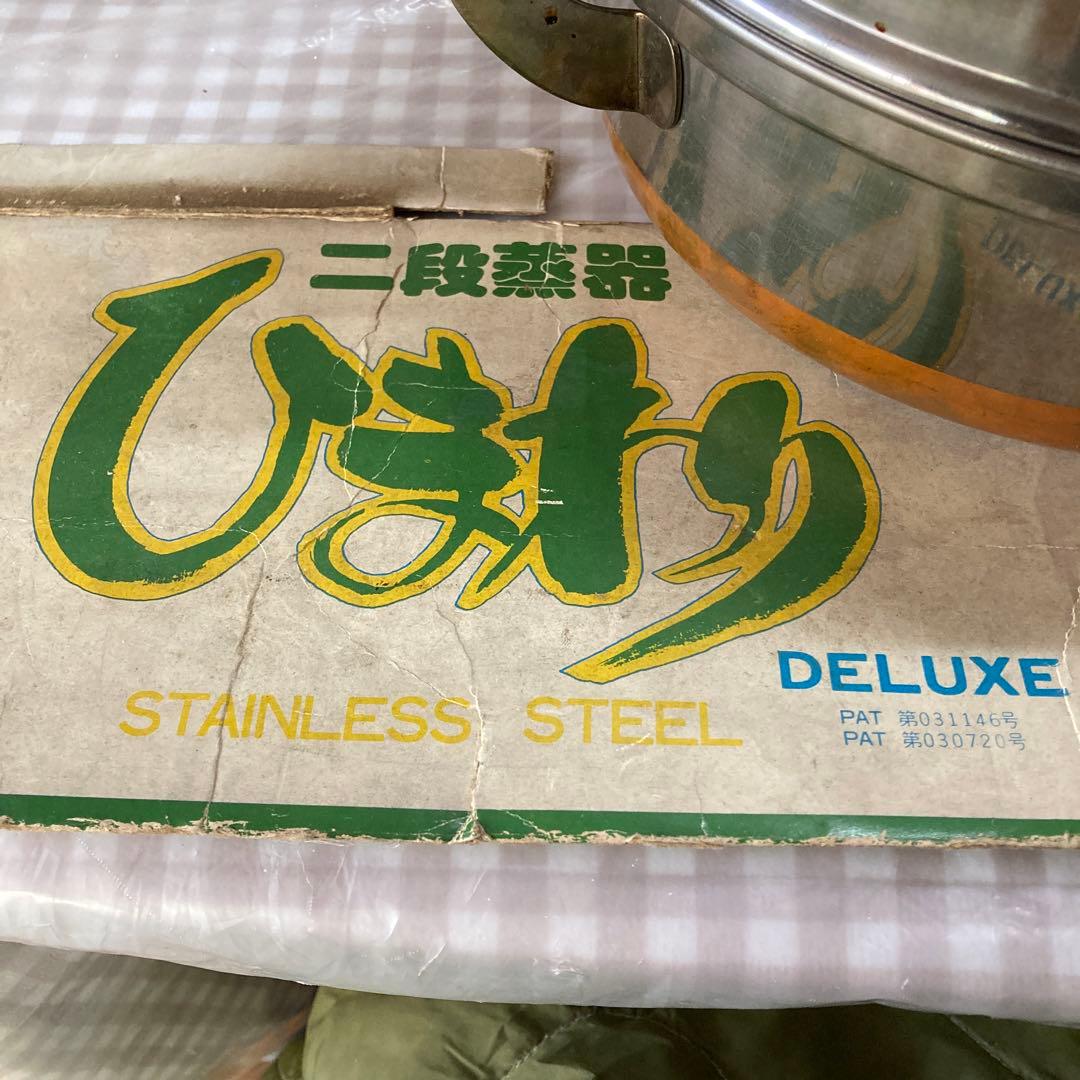 二段蒸器
ひまわり
DELUXE
STAINLESS STEEL
PAT 第031146号
PAT 第030720号